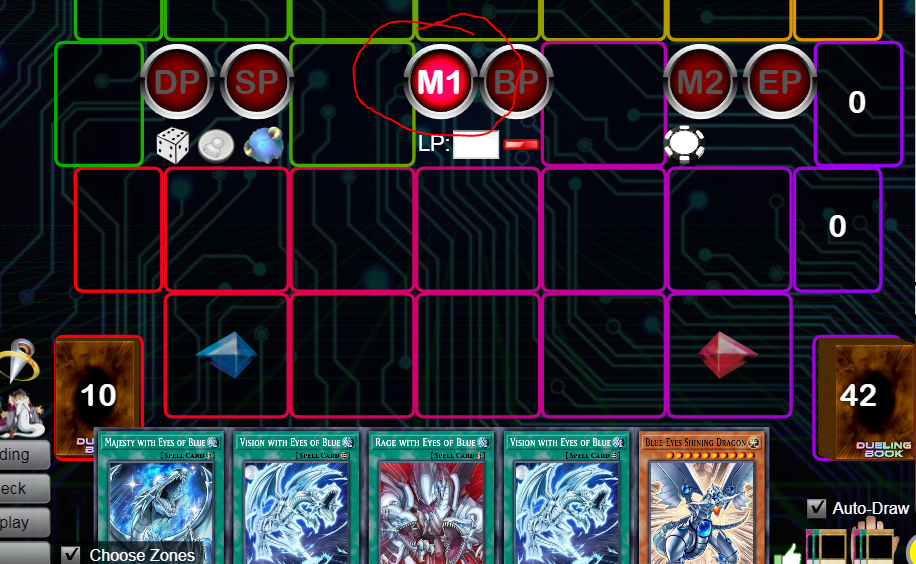 DP SP M1 BP M2 EP
0
LP:
0
10
42
DUELING
BOOK
MAJESTY WITH EYES OF BLUE
[SPELL CARD]
VISION WITH EYES OF BLUE
[SPELL CARD]
RAGE WITH EYES OF BLUE
[SPELL CARD]
VISION WITH EYES OF BLUE
[SPELL CARD]
BLUE-EYES SHINING DRAGON
ding
eck
play
Auto-Draw
Choose Zones